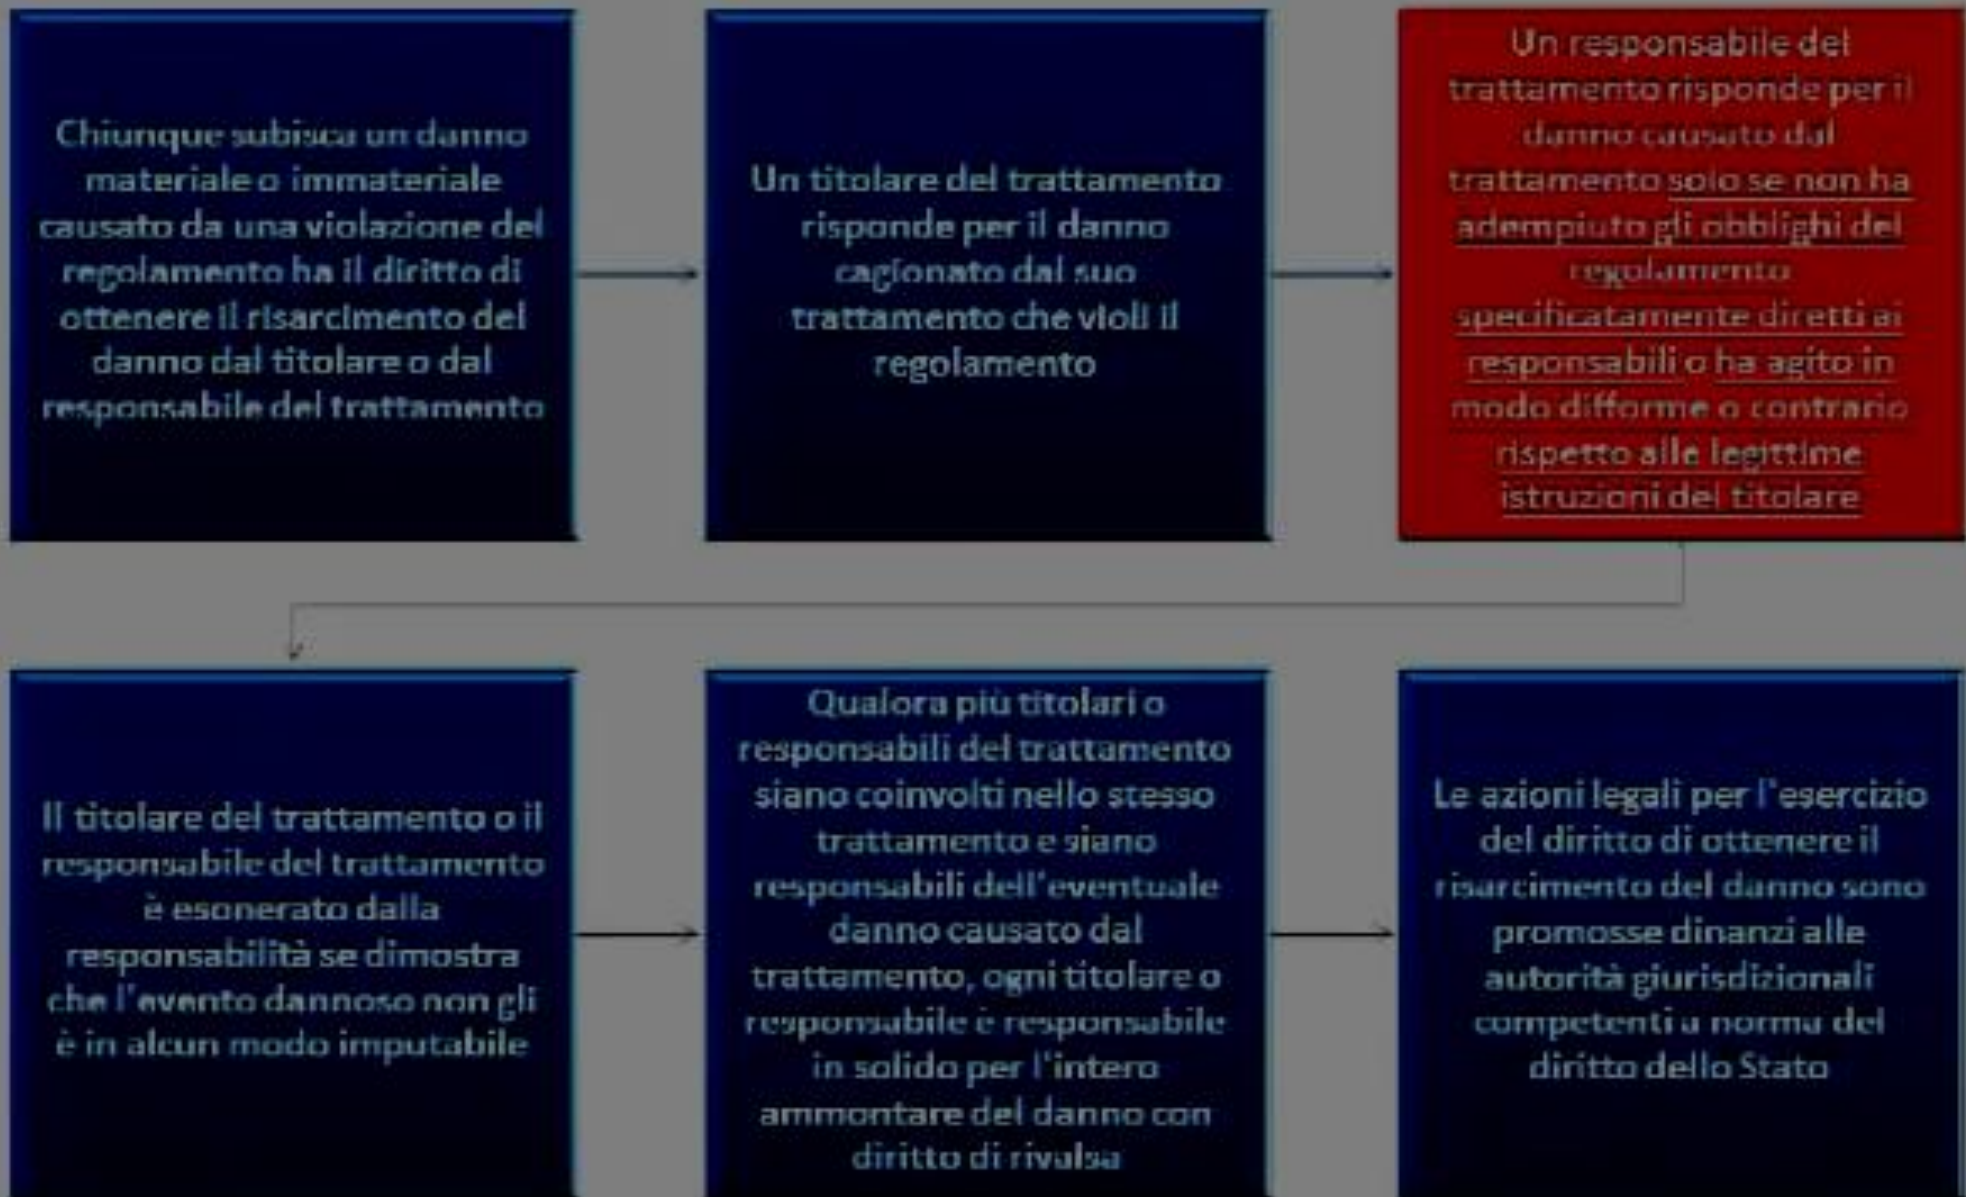 Chiunque subisca un danno
materiale o immateriale
causato da una violazione del
regolamento ha il diritto di
ottenere il risarcimento del
danno dal titolare o dal
responsabile del trattamento
Un titolare del trattamento
risponde per il danno
cagionato dal suo
trattamento che violi il
regolamento
Un responsabile del
trattamento risponde per il
danno causato dal
trattamento solo se non ha
adempiuto gli obblighi del
regolamento
specificatamente diretti ai
responsabili o ha agito in
modo difforme o contrario
rispetto alle legittime
istruzioni del titolare
Il titolare del trattamento o il
responsabile del trattamento
è esonerato dalla
responsabilità se dimostra
che l'evento dannoso non gli
è in alcun modo imputabile
Qualora più titolari o
responsabili del trattamento
siano coinvolti nello stesso
trattamento e siano
responsabili dell'eventuale
danno causato dal
trattamento, ogni titolare o
responsabile è responsabile
in solido per l'intero
ammontare del danno con
diritto di rivalsa
Le azioni legali per l'esercizio
del diritto di ottenere il
risarcimento del danno sono
promosse dinanzi alle
autorità giurisdizionali
competenti a norma del
diritto dello Stato